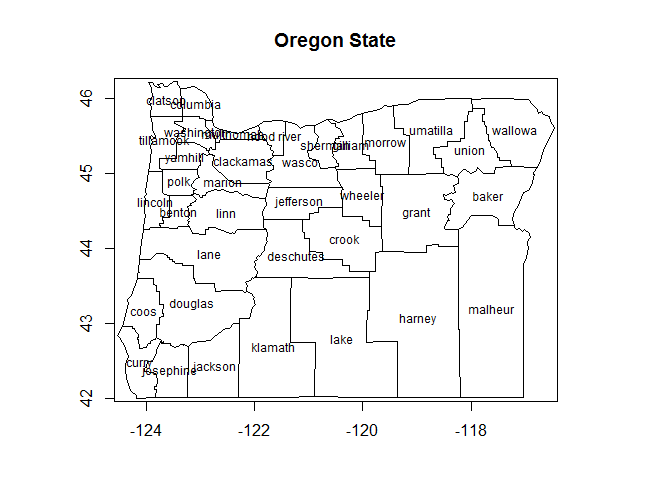 Oregon State
46
45
44
43
42
clatsop
columbia
washington
multnomah
hood river
tillamook
yamhill
clackamas
wasco
sherman
gilliam
morrow
umatilla
wallowa
union
polk
marion
lincoln
benton
linn
jefferson
wheeler
grant
baker
crook
lane
deschutes
coos
douglas
klamath
lake
harney
malheur
curry
josephine
jackson
-124
-122
-120
-118